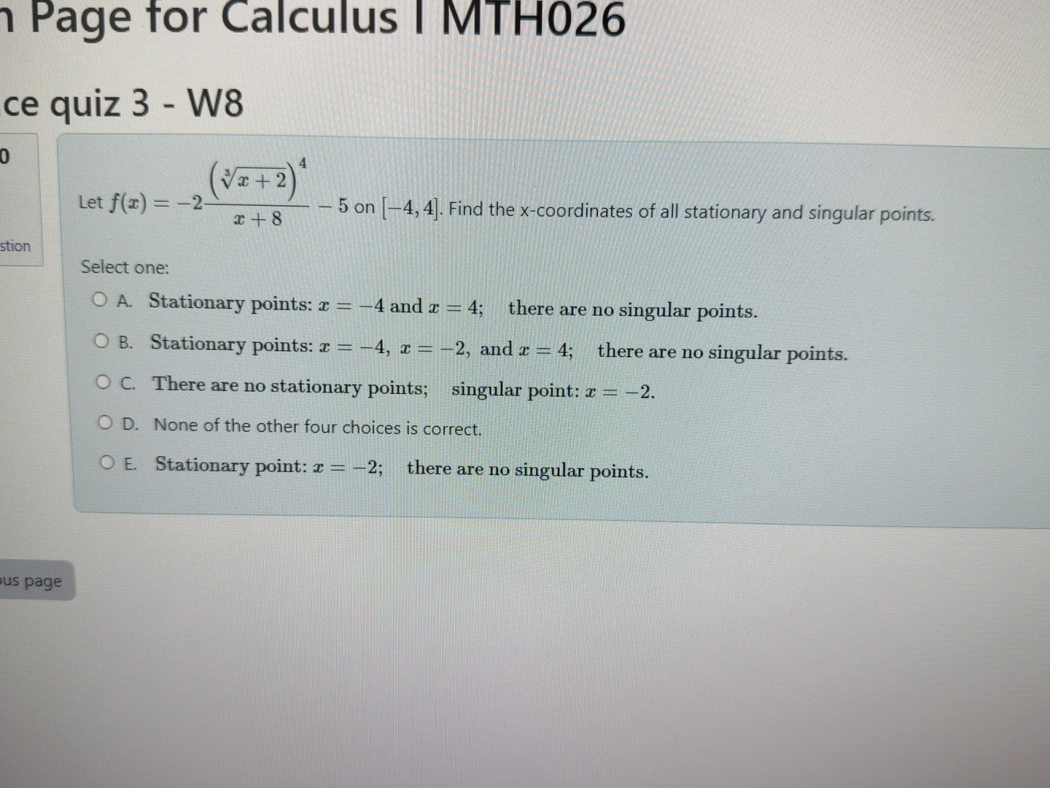 Page for Calculus I MTH026
ce quiz 3 - W8
0
stion
Let f(x) = −2 (∛(x + 2))⁴ / (x + 8) − 5 on [−4, 4]. Find the x-coordinates of all stationary and singular points.
Select one:
A. Stationary points: x = −4 and x = 4; there are no singular points.
B. Stationary points: x = −4, x = −2, and x = 4; there are no singular points.
C. There are no stationary points; singular point: x = −2.
D. None of the other four choices is correct.
E. Stationary point: x = −2; there are no singular points.
ous page